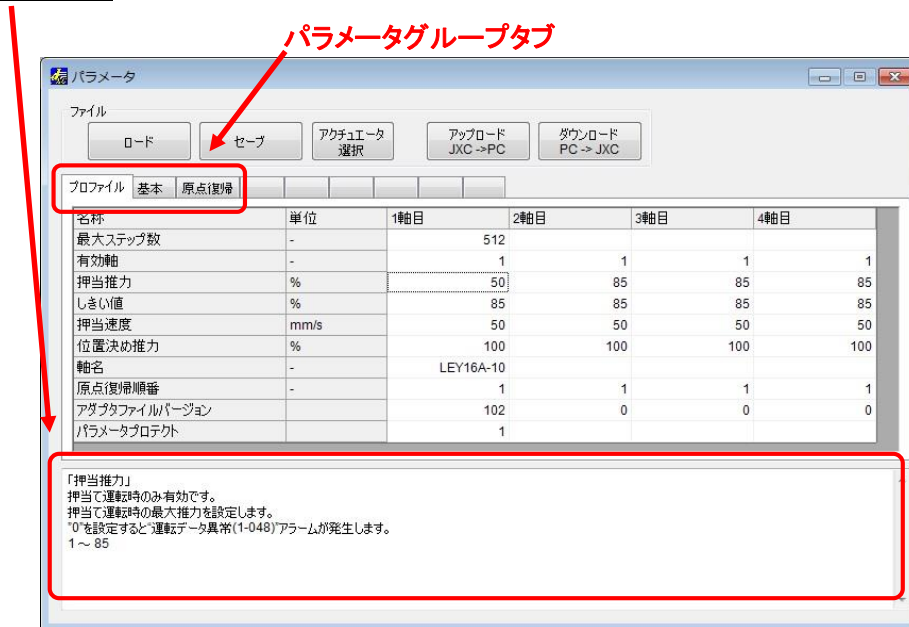 パラメータグループタブ
パラメータ
ファイル
ロード セーブ アクチュエータ 選択 アップロード JXC ->PC ダウンロード PC -> JXC
プロファイル 基本 原点復帰
名称 単位 1軸目 2軸目 3軸目 4軸目
最大ステップ数 - 512
有効軸 - 1 1 1 1
押当推力 % 50 85 85 85
しきい値 % 85 85 85 85
押当速度 mm/s 50 50 50 50
位置決め推力 % 100 100 100 100
軸名 - LEY16A-10
原点復帰順番 - 1 1 1 1
アダプタファイルバージョン 102 0 0 0
パラメータプロテクト 1
「押当推力」
押当て運転時のみ有効です。
押当て運転時の最大推力を設定します。
"0"を設定すると"運転データ異常(1-048)"アラームが発生します。
1～ 85